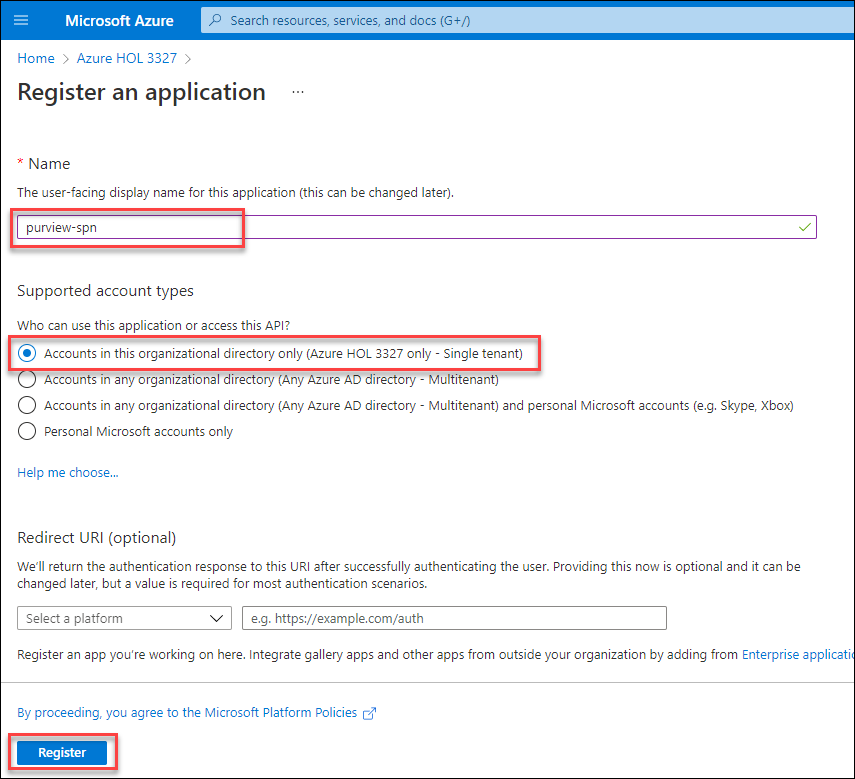 Microsoft Azure
Search resources, services, and docs (G+/)
Home > Azure HOL 3327 >
Register an application ...
* Name
The user-facing display name for this application (this can be changed later).
purview-spn
Supported account types
Who can use this application or access this API?
Accounts in this organizational directory only (Azure HOL 3327 only - Single tenant)
Accounts in any organizational directory (Any Azure AD directory - Multitenant)
Accounts in any organizational directory (Any Azure AD directory - Multitenant) and personal Microsoft accounts (e.g. Skype, Xbox)
Personal Microsoft accounts only
Help me choose...
Redirect URI (optional)
We'll return the authentication response to this URI after successfully authenticating the user. Providing this now is optional and it can be
changed later, but a value is required for most authentication scenarios.
Select a platform
e.g. https://example.com/auth
Register an app you're working on here. Integrate gallery apps and other apps from outside your organization by adding from Enterprise applicatio
By proceeding, you agree to the Microsoft Platform Policies
Register